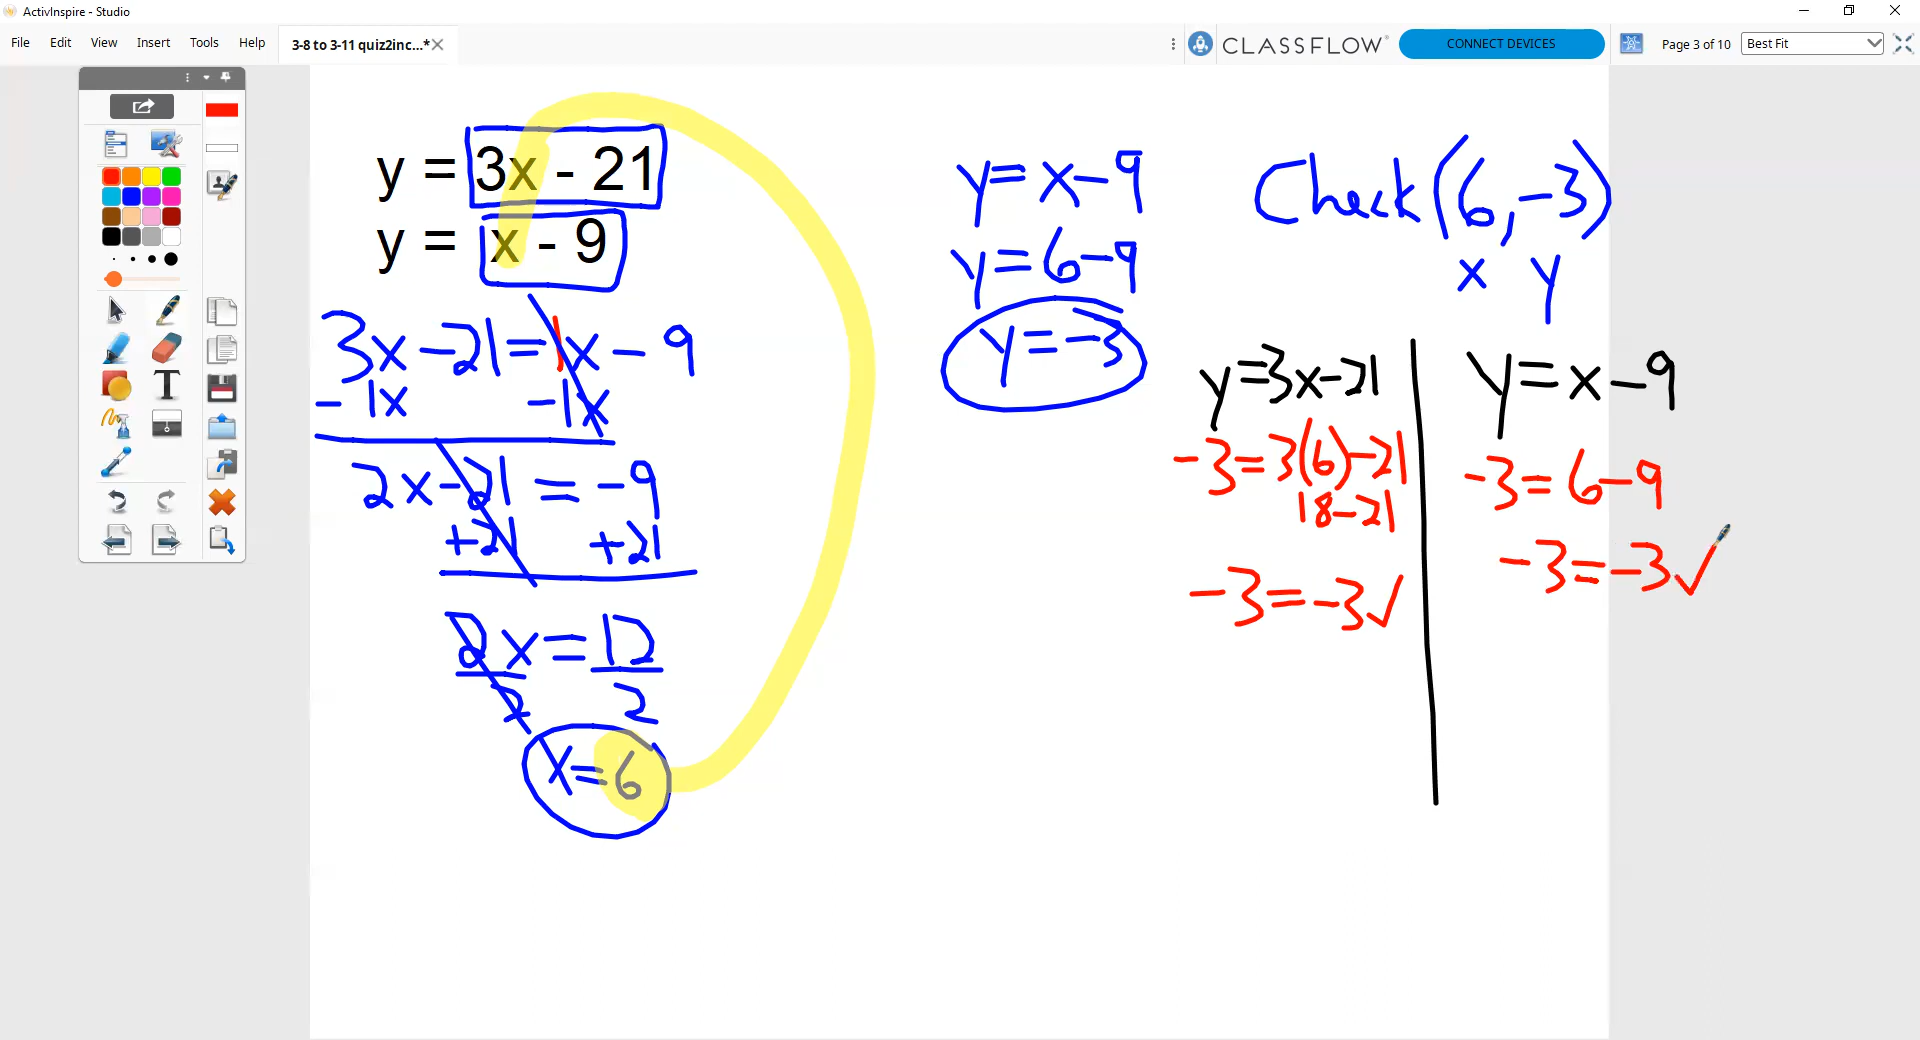 ActivInspire - Studio
File Edit View Insert Tools Help
3-8 to 3-11 quiz2inc...*
CLASSFLOW
CONNECT DEVICES
Page 3 of 10
Best Fit
y = 3x - 21
y = x - 9
3x - 21 = 1x - 9
- 1x - 1x
2x - 21 = -9
+21 +21
2x = 12
2 2
x = 6
y = x - 9
y = 6 - 9
y = -3
Check (6, -3)
x y
y = 3x - 21
-3 = 3(6) - 21
18 - 21
-3 = -3 ✓
y = x - 9
-3 = 6 - 9
-3 = -3 ✓